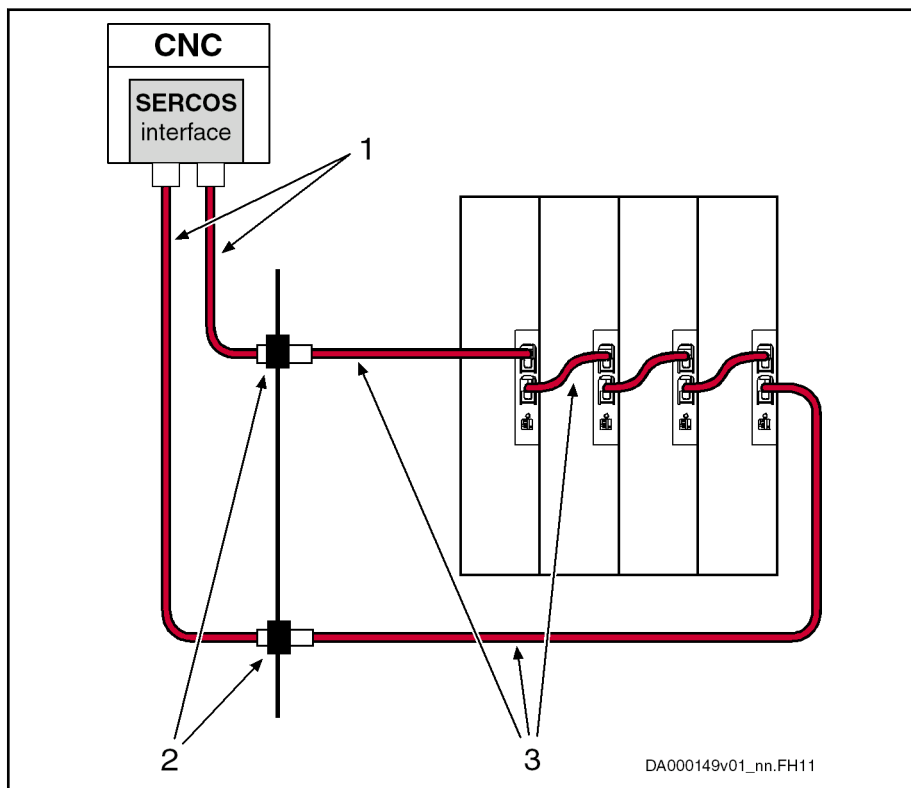 CNC
SERCOS
interface
1
2
3
DA000149v01_nn.FH11